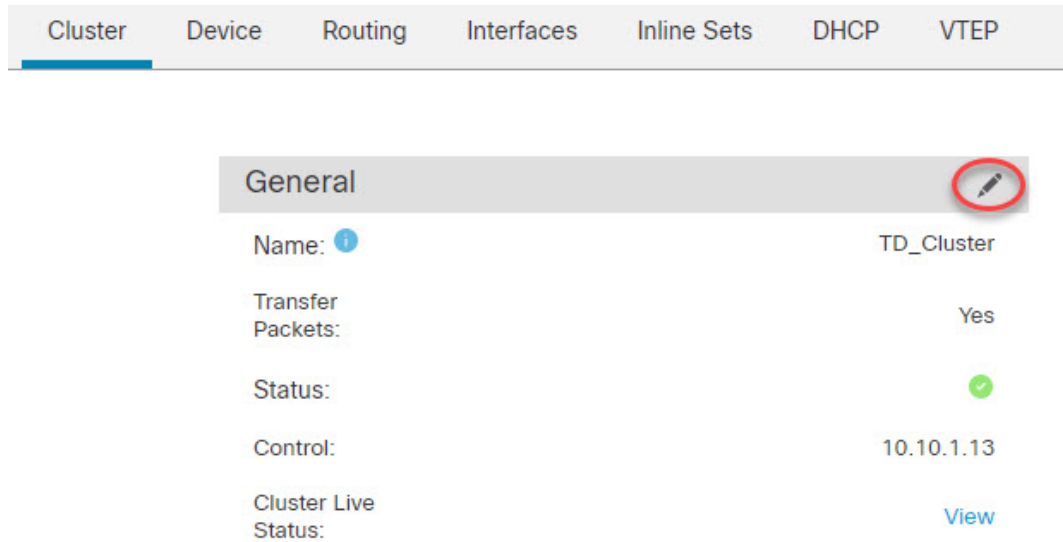 Cluster Device Routing Interfaces Inline Sets DHCP VTEP
General
Name: TD_Cluster
Transfer
Packets: Yes
Status:
Control: 10.10.1.13
Cluster Live
Status: View